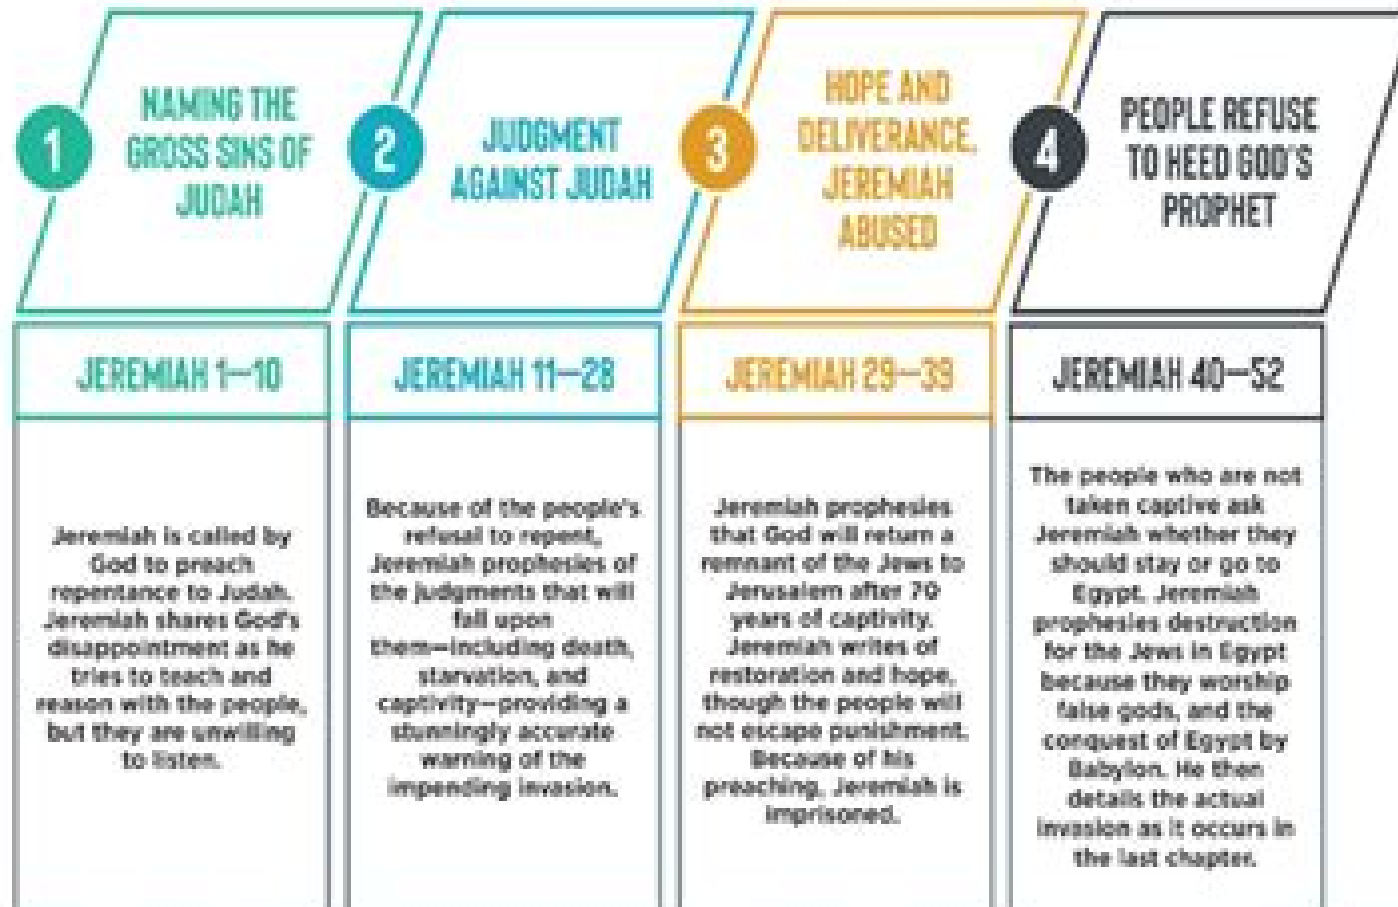 1
NAMING THE
GROSS SINS OF
JUDAH
2
JUDGMENT
AGAINST JUDAH
3
HOPE AND
DELIVERANCE,
JEREMIAH
ABUSED
4
PEOPLE REFUSE
TO HEED GOD'S
PROPHET
JEREMIAH 1—10
Jeremiah is called by
God to preach
repentance to Judah.
Jeremiah shares God's
disappointment as he
tries to teach and
reason with the people,
but they are unwilling
to listen.
JEREMIAH 11—28
Because of the people's
refusal to repent,
Jeremiah prophesies of
the judgments that will
fall upon
them—including death,
starvation, and
captivity—providing a
stunningly accurate
warning of the
impending invasion.
JEREMIAH 29—39
Jeremiah prophesies
that God will return a
remnant of the Jews to
Jerusalem after 70
years of captivity.
Jeremiah writes of
restoration and hope,
though the people will
not escape punishment.
Because of his
preaching, Jeremiah is
imprisoned.
JEREMIAH 40—52
The people who are not
taken captive ask
Jeremiah whether they
should stay or go to
Egypt. Jeremiah
prophesies destruction
for the Jews in Egypt
because they worship
false gods, and the
conquest of Egypt by
Babylon. He then
details the actual
invasion as it occurs in
the last chapter.